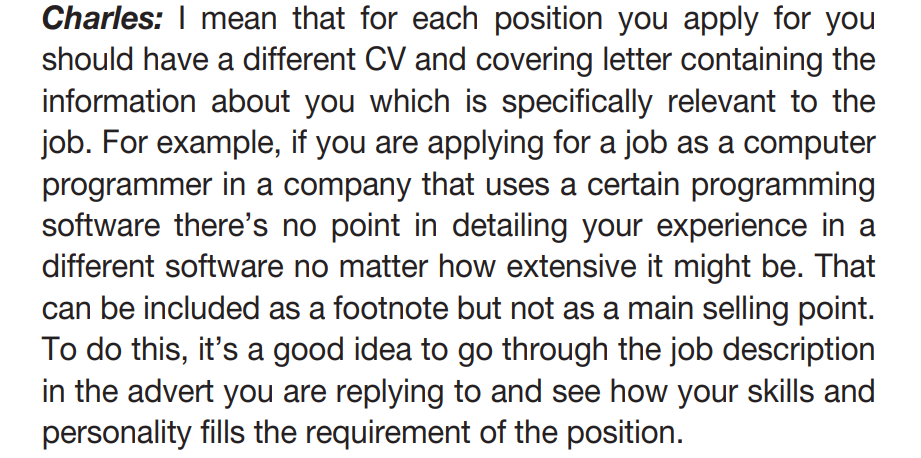 Charles: I mean that for each position you apply for you
should have a different CV and covering letter containing the
information about you which is specifically relevant to the
job. For example, if you are applying for a job as a computer
programmer in a company that uses a certain programming
software there’s no point in detailing your experience in a
different software no matter how extensive it might be. That
can be included as a footnote but not as a main selling point.
To do this, it’s a good idea to go through the job description
in the advert you are replying to and see how your skills and
personality fills the requirement of the position.